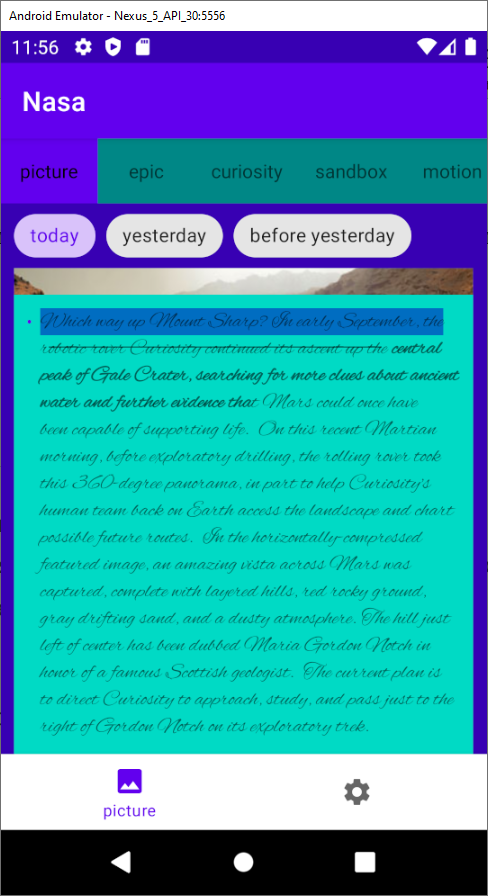 Android Emulator - Nexus_5_API_30:5556
11:56
Nasa
picture epic curiosity sandbox motion
today yesterday before yesterday
• Which way up Mount Sharp? In early September, the
robotic rover Curiosity continued its ascent up the central
peak of Gale Crater, searching for more clues about ancient
water and further evidence that Mars could once have
been capable of supporting life. On this recent Martian
morning, before exploratory drilling, the rolling rover took
this 360-degree panorama, in part to help Curiosity's
human team back on Earth access the landscape and chart
possible future routes. In the horizontally-compressed
featured image, an amazing vista across Mars was
captured, complete with layered hills, red rocky ground,
gray drifting sand, and a dusty atmosphere. The hill just
left of center has been dubbed Maria Gordon Notch in
honor of a famous Scottish geologist. The current plan is
to direct Curiosity to approach, study, and pass just to the
right of Gordon Notch on its exploratory trek.
picture